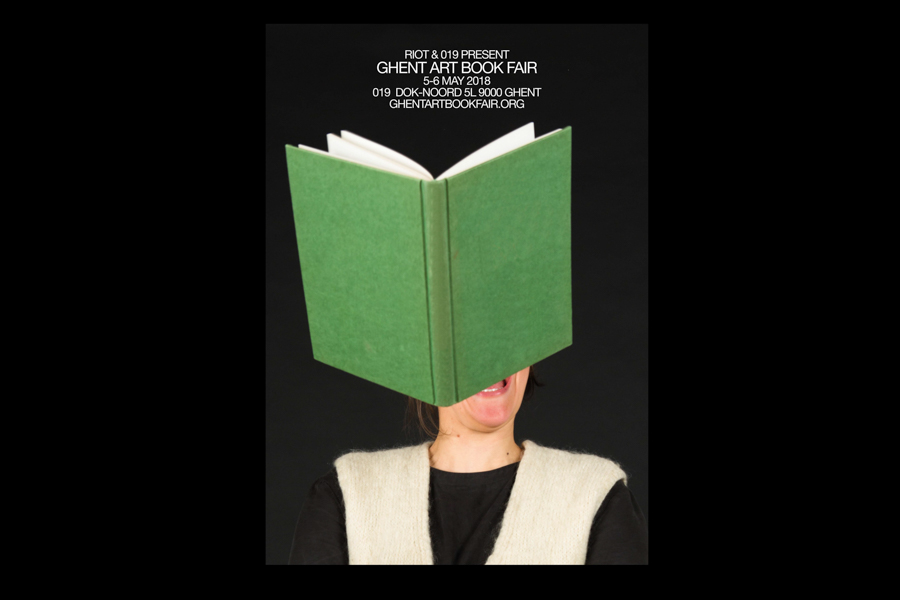 RIOT & 019 PRESENT
GHENT ART BOOK FAIR
5-6 MAY 2018
019 DOK-NOORD 5L 9000 GHENT
GHENTARTBOOKFAIR.ORG